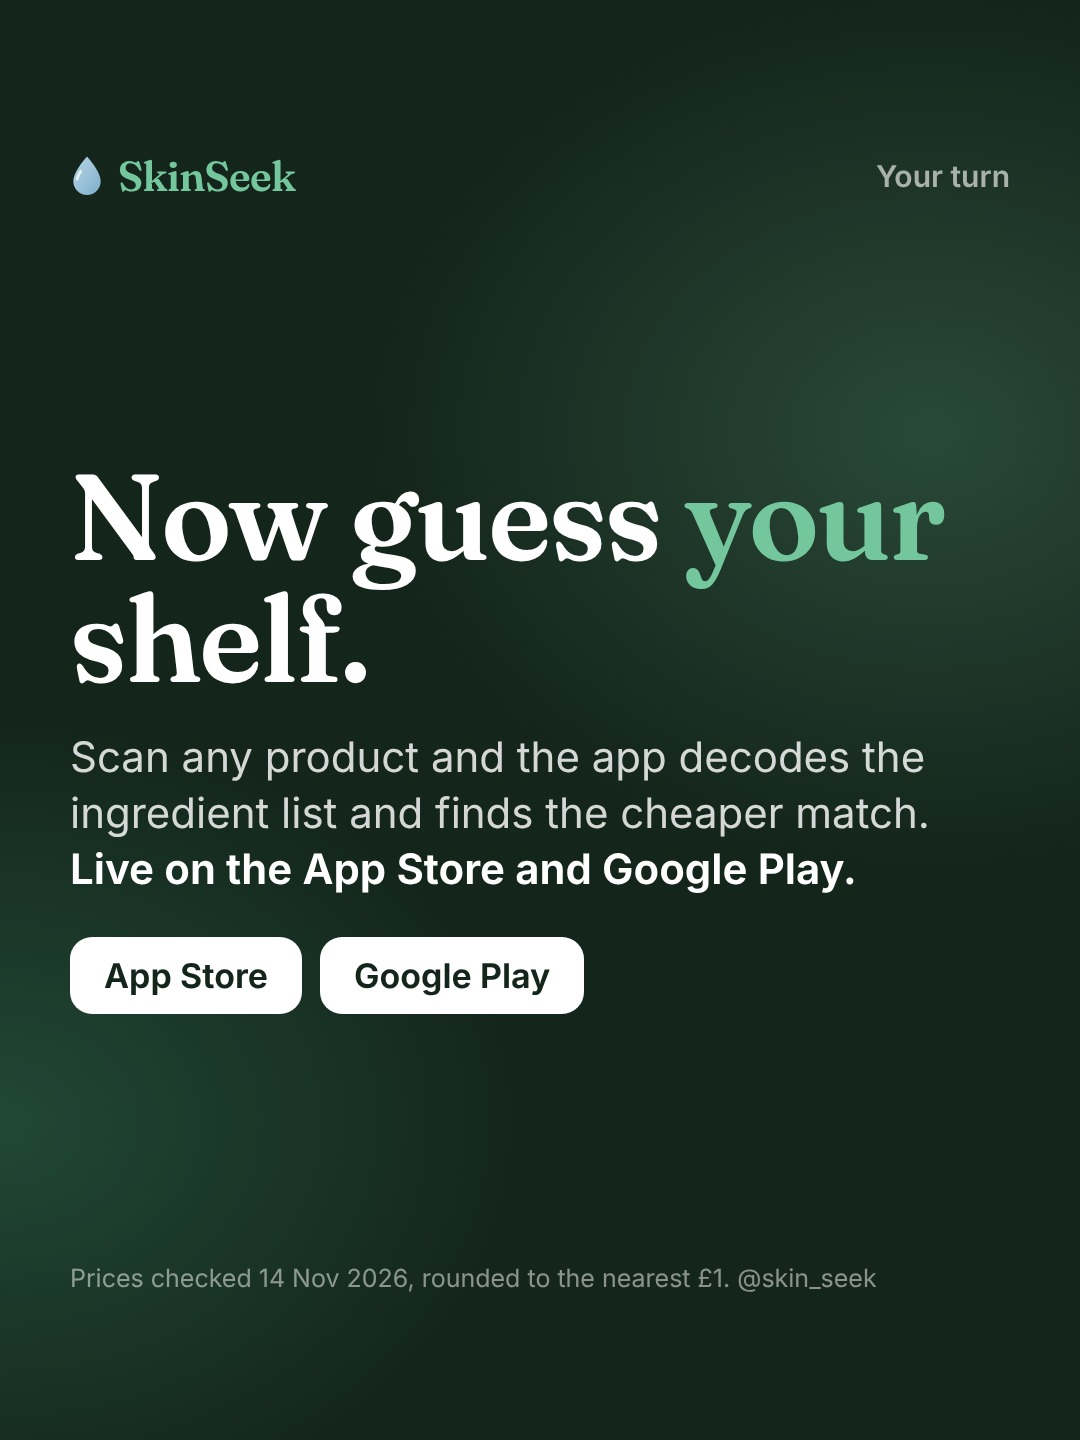 SkinSeek
Your turn
Now guess your
shelf.
Scan any product and the app decodes the
ingredient list and finds the cheaper match.
Live on the App Store and Google Play.
App Store
Google Play
Prices checked 14 Nov 2026, rounded to the nearest £1. @skin_seek